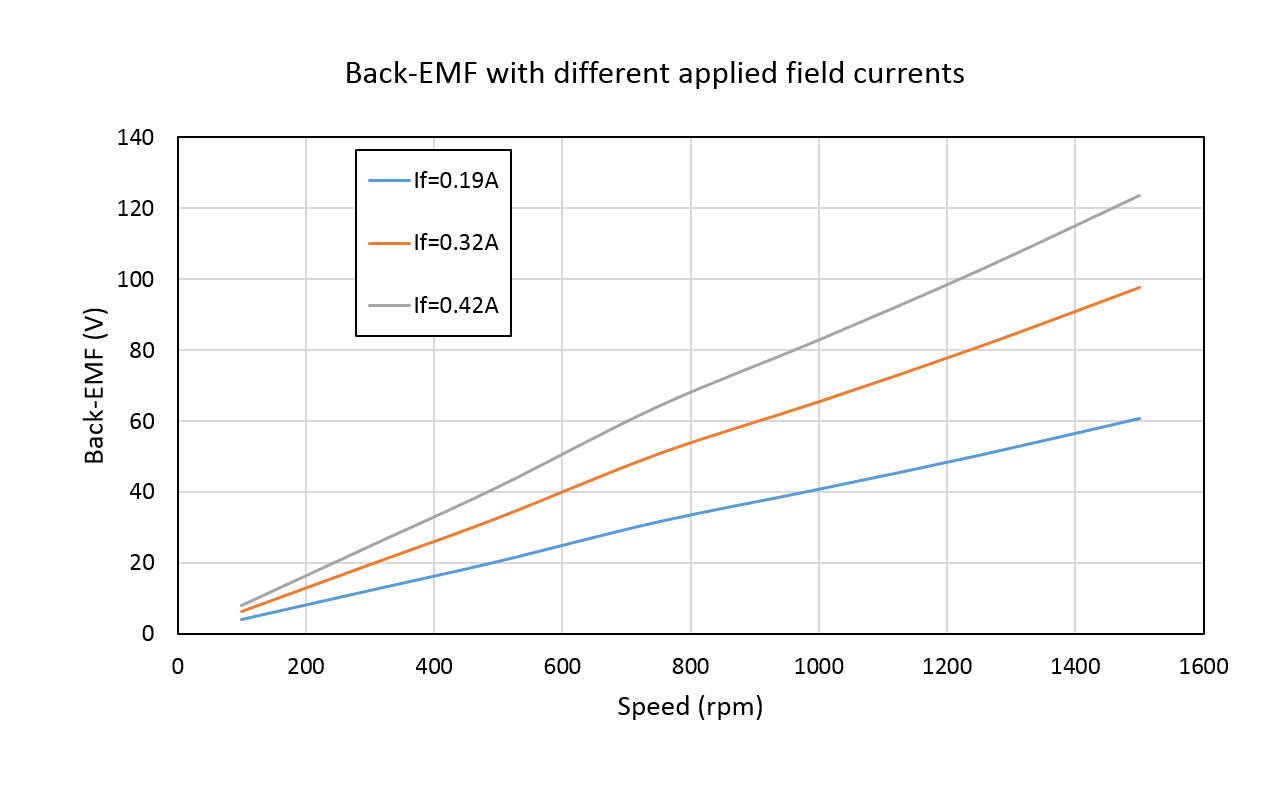 Back-EMF with different applied field currents
140
120
100
80
60
40
20
0
Back-EMF (V)
If=0.19A
If=0.32A
If=0.42A
0 200 400 600 800 1000 1200 1400 1600
Speed (rpm)